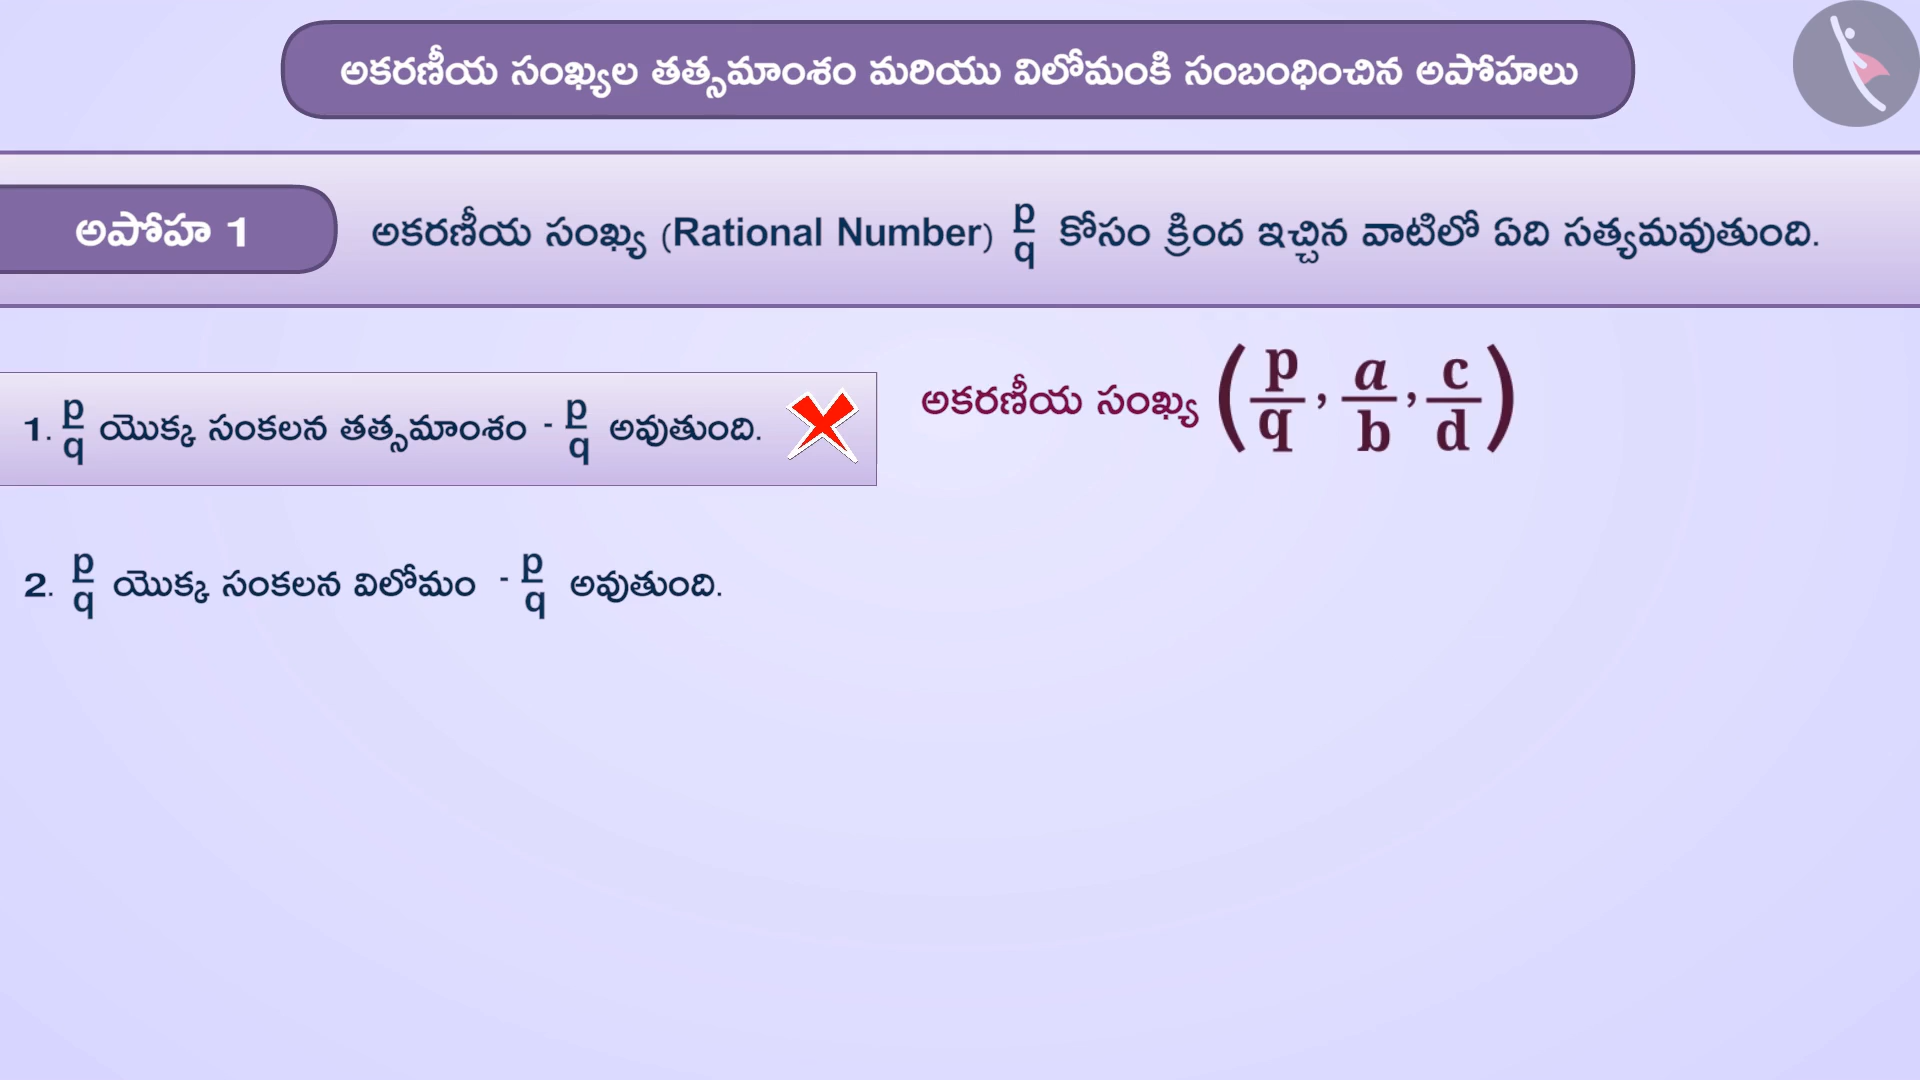 అకరణీయ సంఖ్యల తత్సమాంశం మరియు విలోమంకి సంబంధించిన అపోహలు
అపోహ 1
అకరణీయ సంఖ్య (Rational Number) p/q కోసం క్రింద ఇచ్చిన వాటిలో ఏది సత్యమవుతుంది.
1. p/q యొక్క సంకలన తత్సమాంశం - p/q అవుతుంది.
అకరణీయ సంఖ్య (p/q, a/b, c/d)
2. p/q యొక్క సంకలన విలోమం - p/q అవుతుంది.